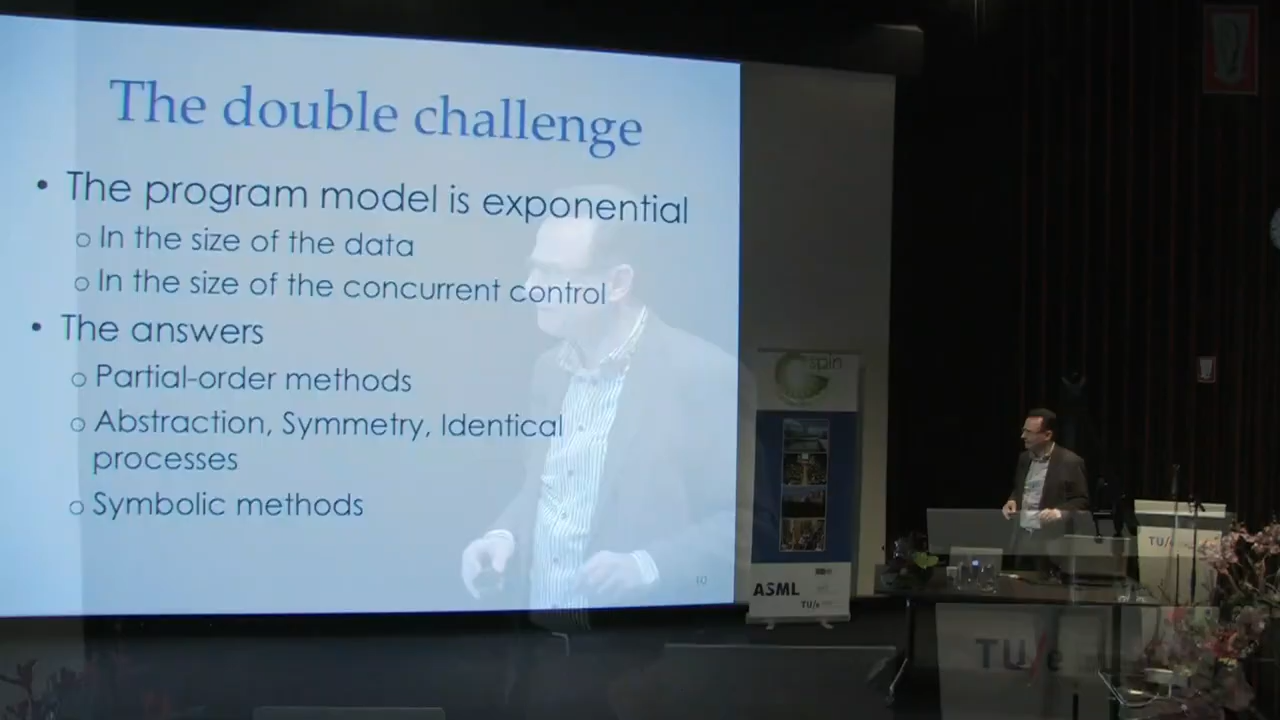 The double challenge
• The program model is exponential
o In the size of the data
o In the size of the concurrent control
• The answers
o Partial-order methods
o Abstraction, Symmetry, Identical
processes
o Symbolic methods
10
spin
ASML
TU/e
TU/e
TU/e